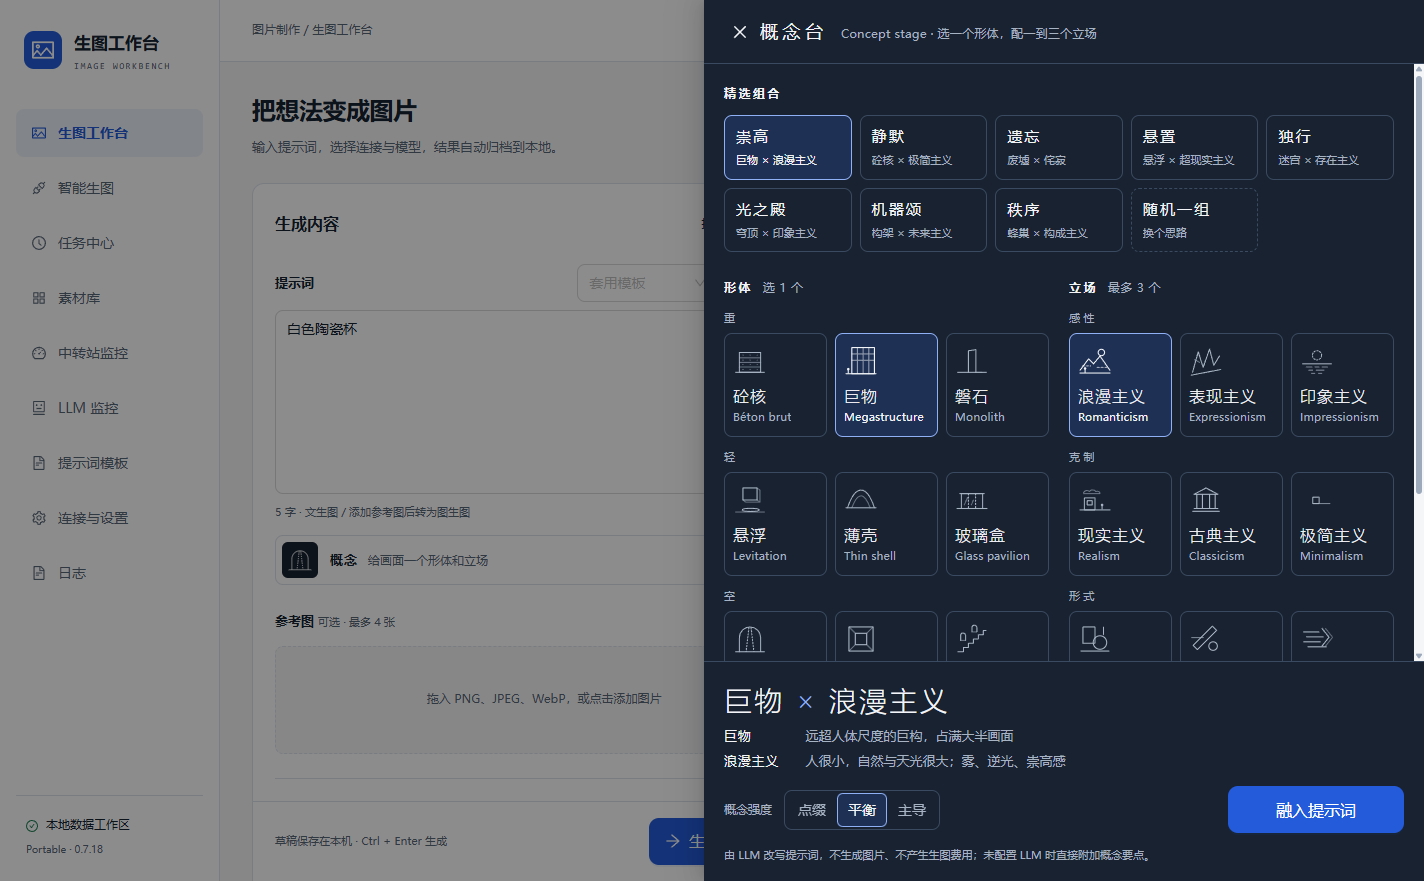 生图工作台
IMAGE WORKBENCH
生图工作台
智能生图
任务中心
素材库
中转站监控
LLM 监控
提示词模板
连接与设置
日志
本地数据工作区
Portable · 0.7.18
图片制作 / 生图工作台
把想法变成图片
输入提示词，选择连接与模型，结果自动归档到本地。
生成内容
提示词
套用模板
白色陶瓷杯
5 字 · 文生图 / 添加参考图后转为图生图
概念 给画面一个形体和立场
参考图 可选 · 最多 4 张
拖入 PNG、JPEG、WebP，或点击添加图片
草稿保存在本机 · Ctrl + Enter 生成
生
概念台 Concept stage · 选一个形体，配一到三个立场
精选组合
崇高
巨物 × 浪漫主义
静默
砼核 × 极简主义
遗忘
废墟 × 侘寂
悬置
悬浮 × 超现实主义
独行
迷宫 × 存在主义
光之殿
穹顶 × 印象主义
机器颂
构架 × 未来主义
秩序
蜂巢 × 构成主义
随机一组
换个思路
形体 选 1 个
重
砼核
Béton brut
巨物
Megastructure
磐石
Monolith
轻
悬浮
Levitation
薄壳
Thin shell
玻璃盒
Glass pavilion
空
立场 最多 3 个
感性
浪漫主义
Romanticism
表现主义
Expressionism
印象主义
Impressionism
克制
现实主义
Realism
古典主义
Classicism
极简主义
Minimalism
形式
巨物 × 浪漫主义
巨物 远超人体尺度的巨构，占满大半画面
浪漫主义 人很小，自然与天光很大；雾、逆光、崇高感
概念强度 点缀 平衡 主导
融入提示词
由 LLM 改写提示词，不生成图片、不产生生图费用；未配置 LLM 时直接附加概念要点。